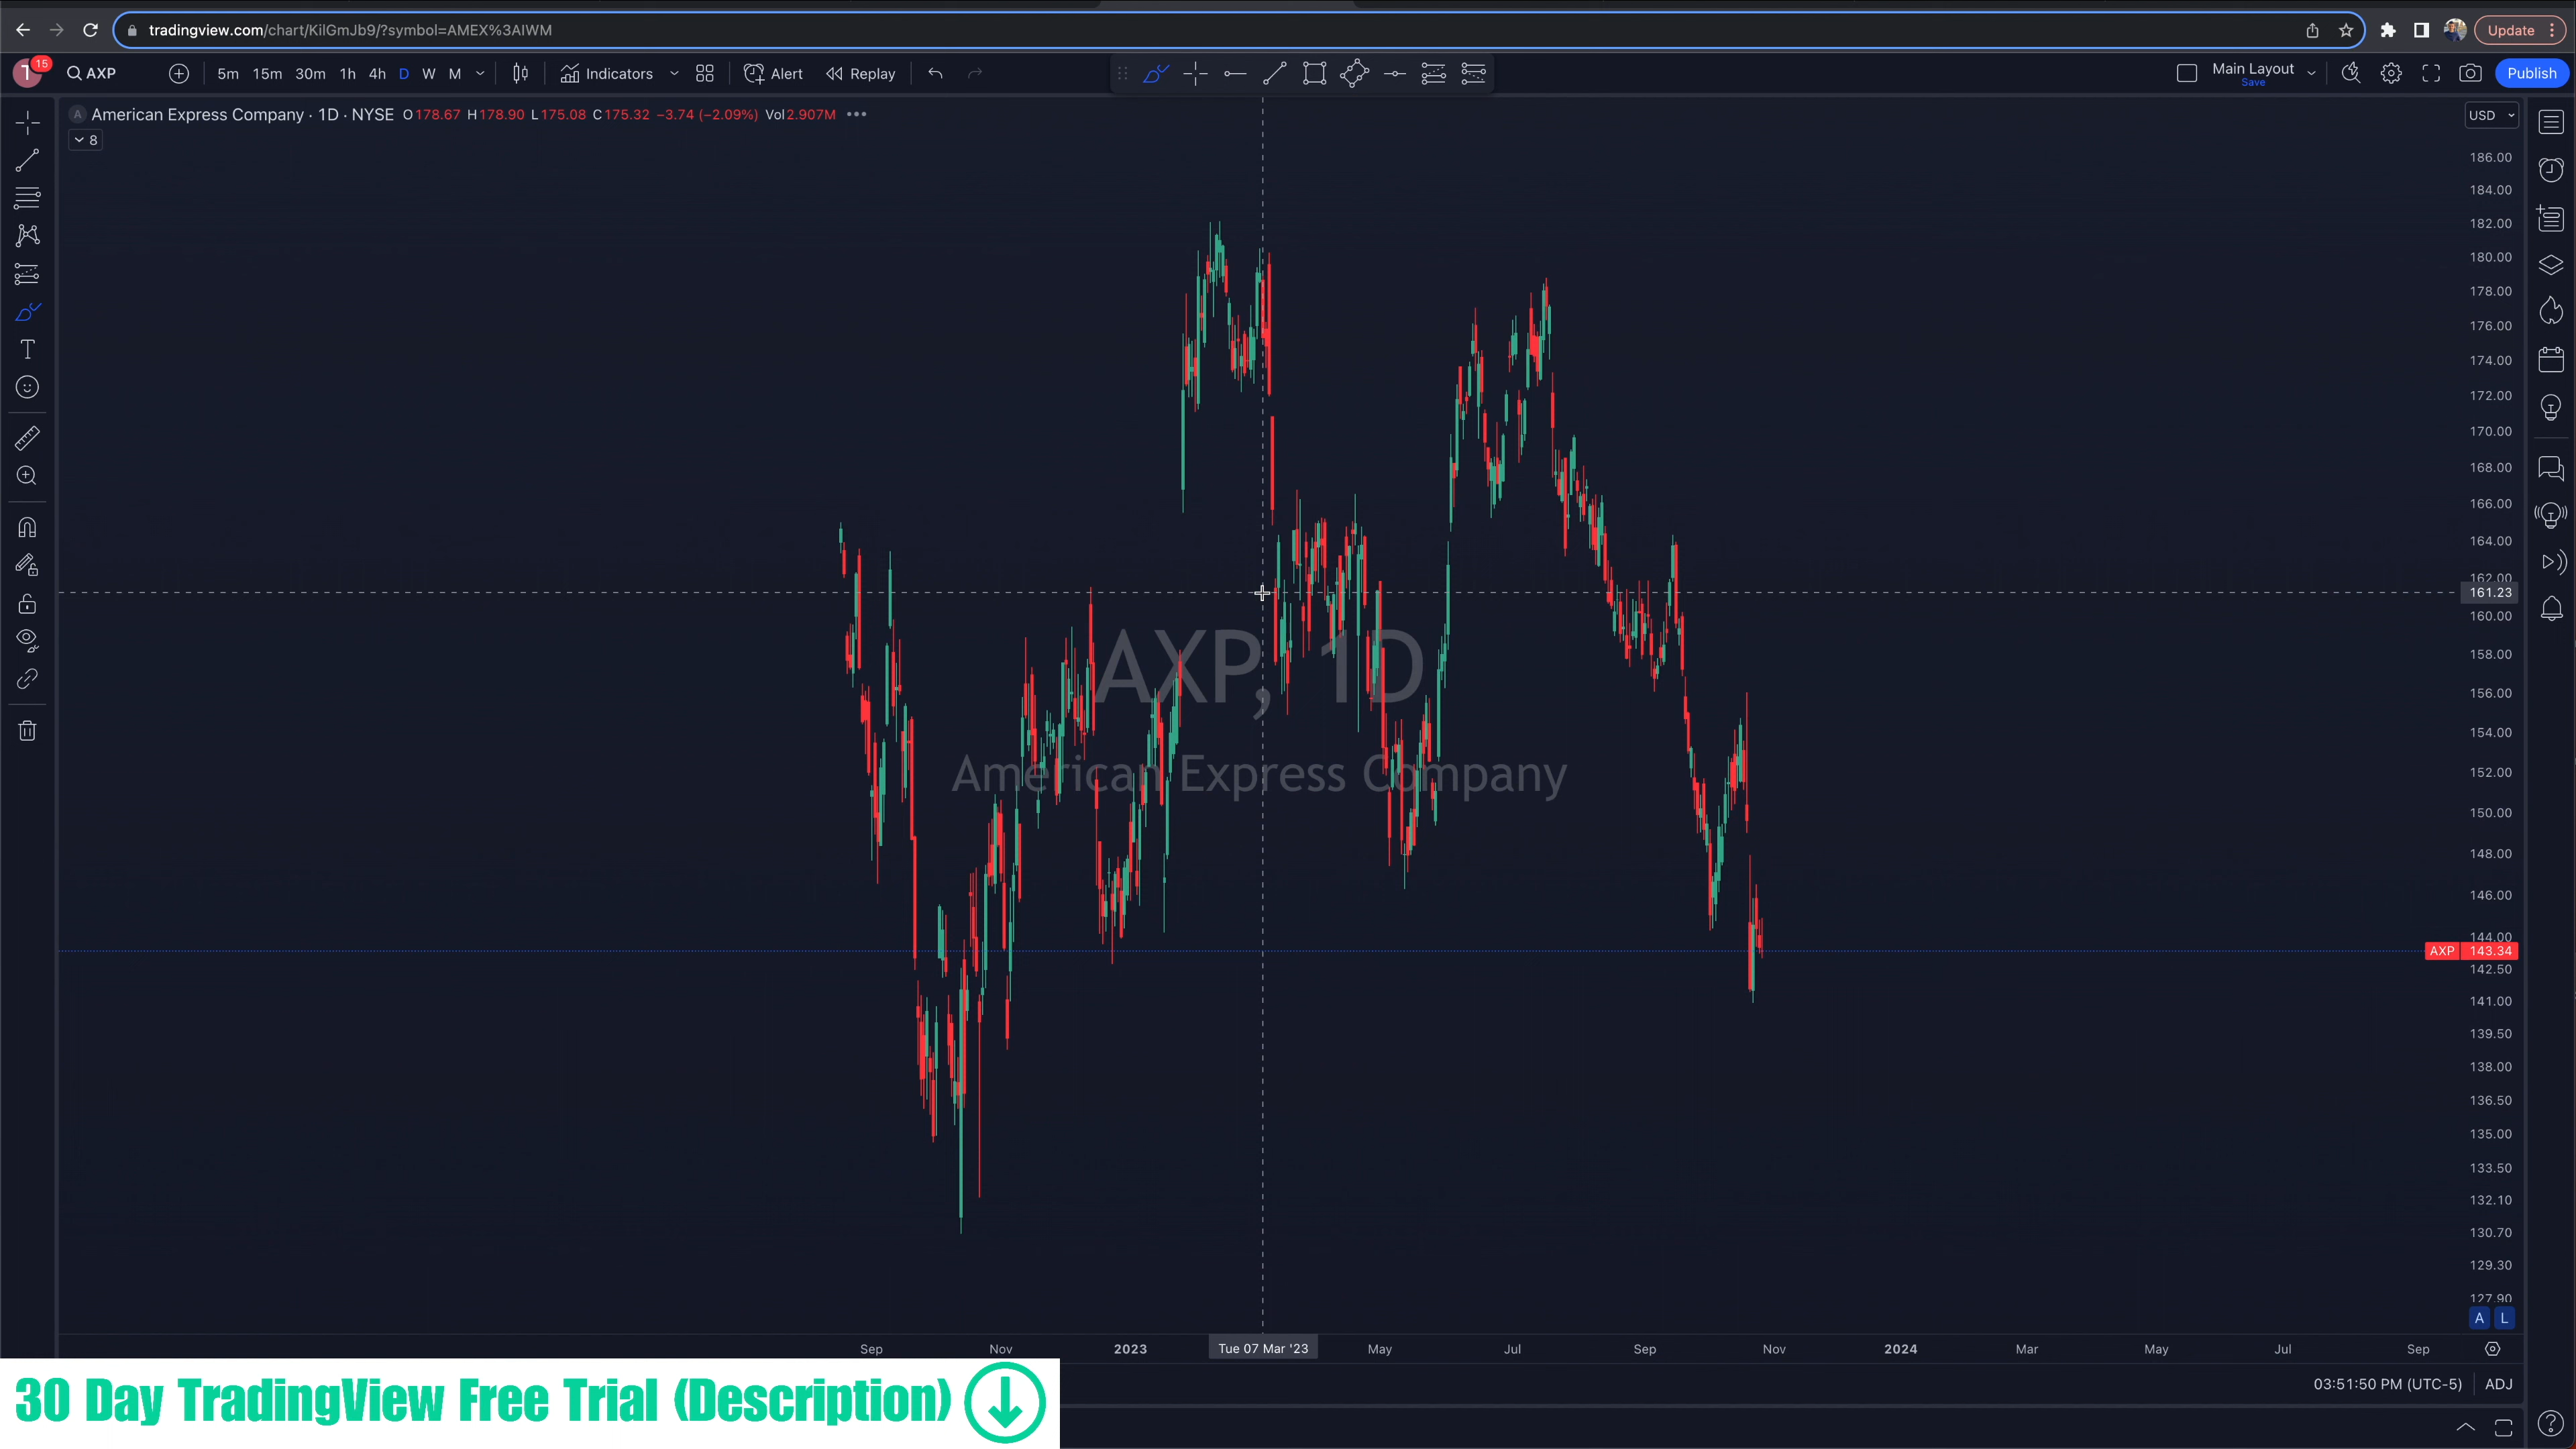 tradingview.com/chart/KilGmJb9/?symbol=AMEX%3AIWM
Update
T 15 AXP 5m 15m 30m 1h 4h D W M Indicators Alert Replay Main Layout Save Publish
A American Express Company · 1D · NYSE O178.67 H178.90 L175.08 C175.32 −3.74 (−2.09%) Vol2.907M
USD
8
186.00
184.00
182.00
180.00
178.00
176.00
174.00
172.00
170.00
168.00
166.00
164.00
162.00
161.23
160.00
158.00
156.00
154.00
152.00
150.00
148.00
146.00
144.00
AXP 143.34
142.50
141.00
139.50
138.00
136.50
135.00
133.50
132.10
130.70
129.30
127.90
AXP, 1D
American Express Company
A L
Sep Nov 2023 Tue 07 Mar '23 May Jul Sep Nov 2024 Mar May Jul Sep
03:51:50 PM (UTC-5) ADJ
30 Day TradingView Free Trial (Description)